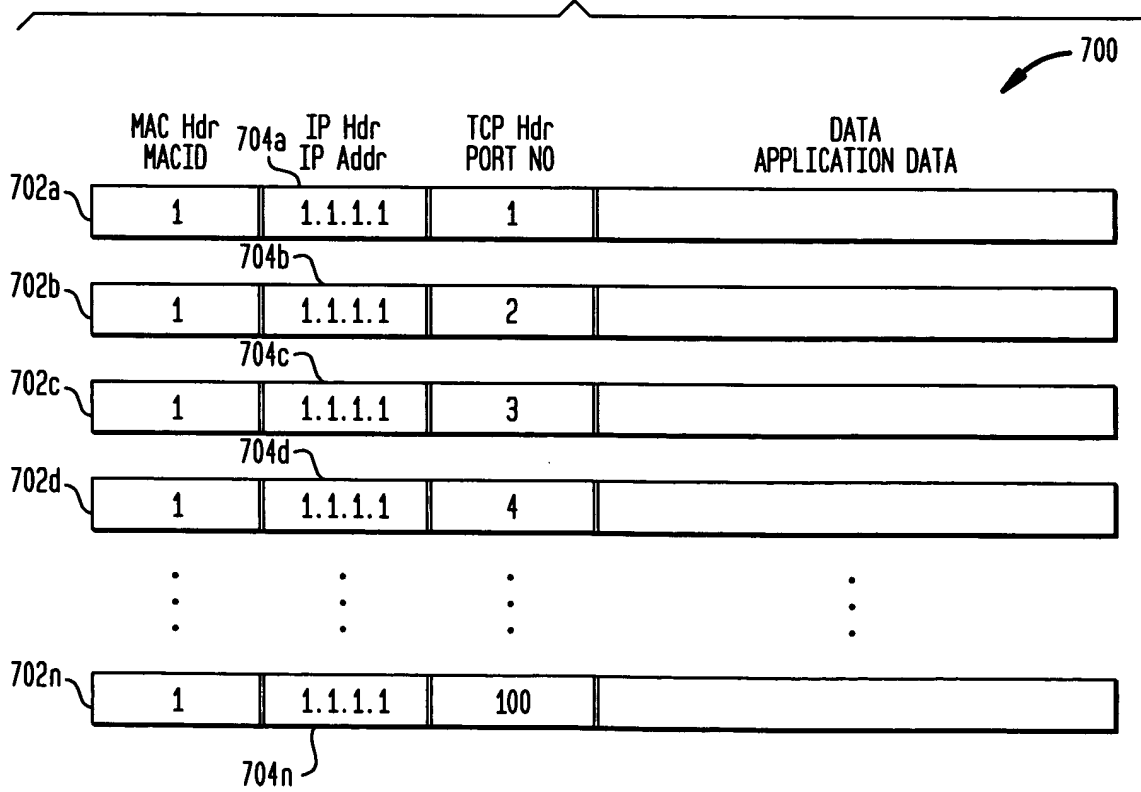 700
MAC Hdr
MACID
704a
IP Hdr
IP Addr
TCP Hdr
PORT NO
DATA
APPLICATION DATA
702a
1 1.1.1.1 1
704b
702b
1 1.1.1.1 2
704c
702c
1 1.1.1.1 3
704d
702d
1 1.1.1.1 4
702n
1 1.1.1.1 100
704n